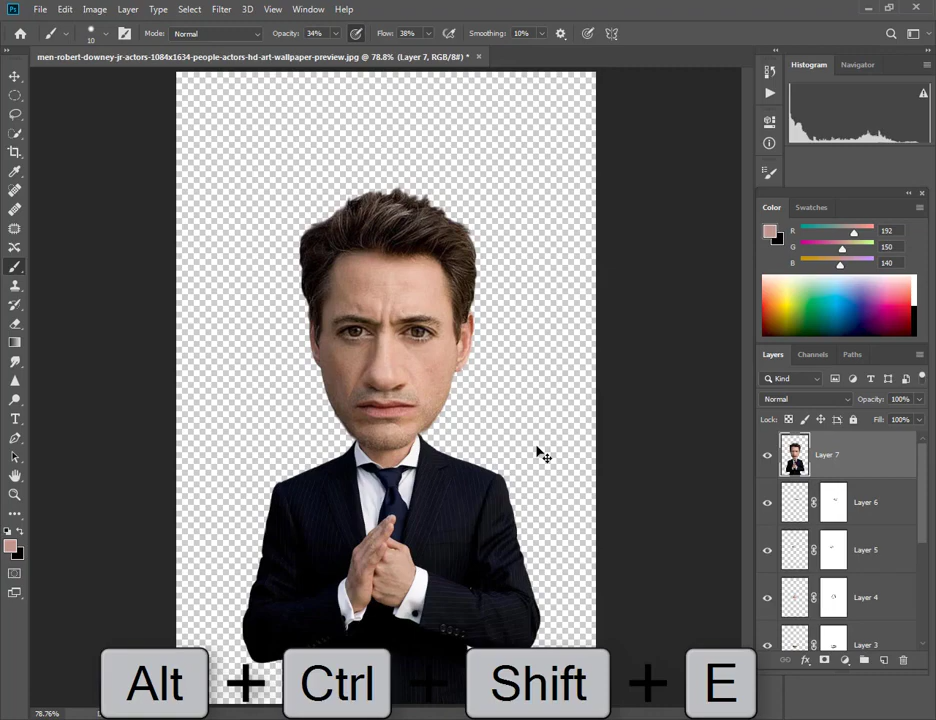 Ps File Edit Image Layer Type Select Filter 3D View Window Help
10 Mode: Normal Opacity: 34% Flow: 38% Smoothing: 10%
men-robert-downey-jr-actors-1084x1634-people-actors-hd-art-wallpaper-preview.jpg @ 78.8% (Layer 7, RGB/8#) *
Histogram Navigator
Color Swatches
R 192
G 150
B 140
Layers Channels Paths
Kind
Normal Opacity: 100%
Lock: Fill: 100%
Layer 7
Layer 6
Layer 5
Layer 4
Layer 3
Alt + Ctrl + Shift + E
78.76%